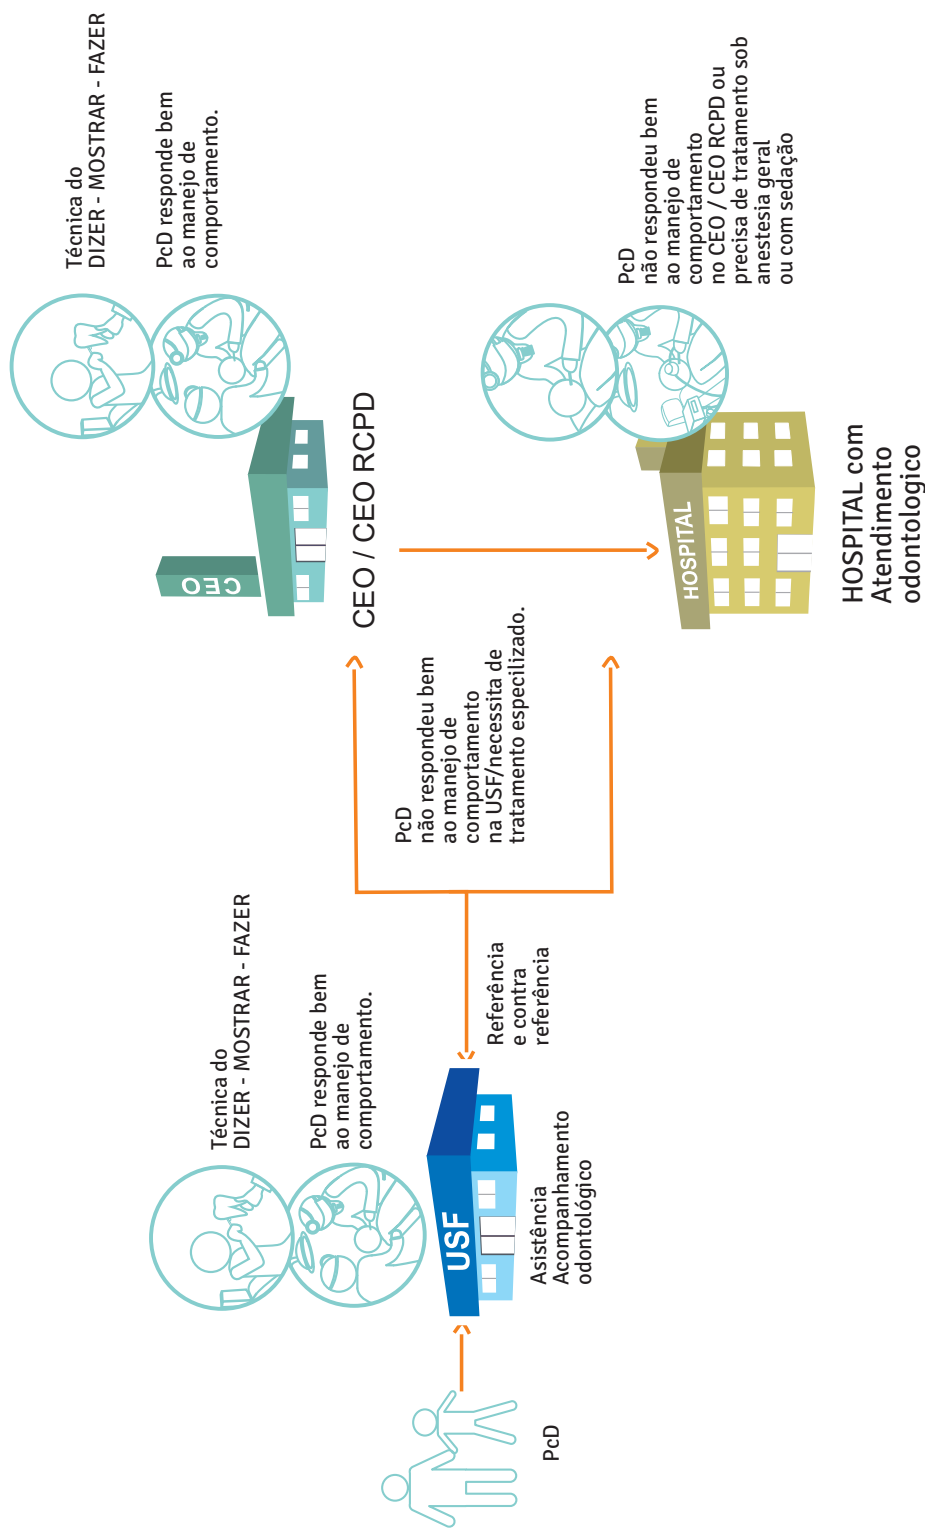 PcD
Técnica do
DIZER - MOSTRAR - FAZER
PcD responde bem
ao manejo de
comportamento.
USF
Asistência
Acompanhamento
odontológico
Referência
e contra
referência
PcD
não respondeu bem
ao manejo de
comportamento
na USF/necessita de
tratamento especilizado.
Técnica do
DIZER - MOSTRAR - FAZER
PcD responde bem
ao manejo de
comportamento.
CEO
CEO / CEO RCPD
PcD
não respondeu bem
ao manejo de
comportamento
no CEO / CEO RCPD ou
precisa de tratamento sob
anestesia geral
ou com sedação
HOSPITAL
HOSPITAL com
Atendimento
odontologico